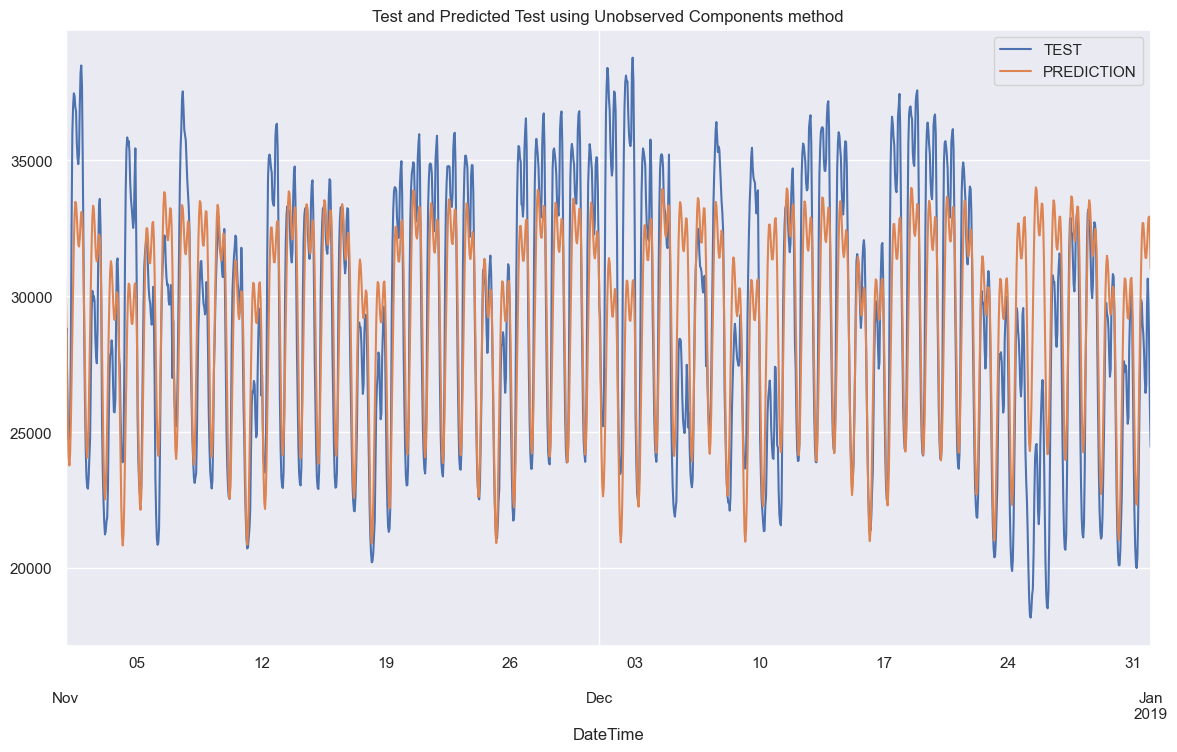 Test and Predicted Test using Unobserved Components method
TEST
PREDICTION
35000
30000
25000
20000
05 12 19 26 03 10 17 24 31
Nov Dec Jan
2019
DateTime